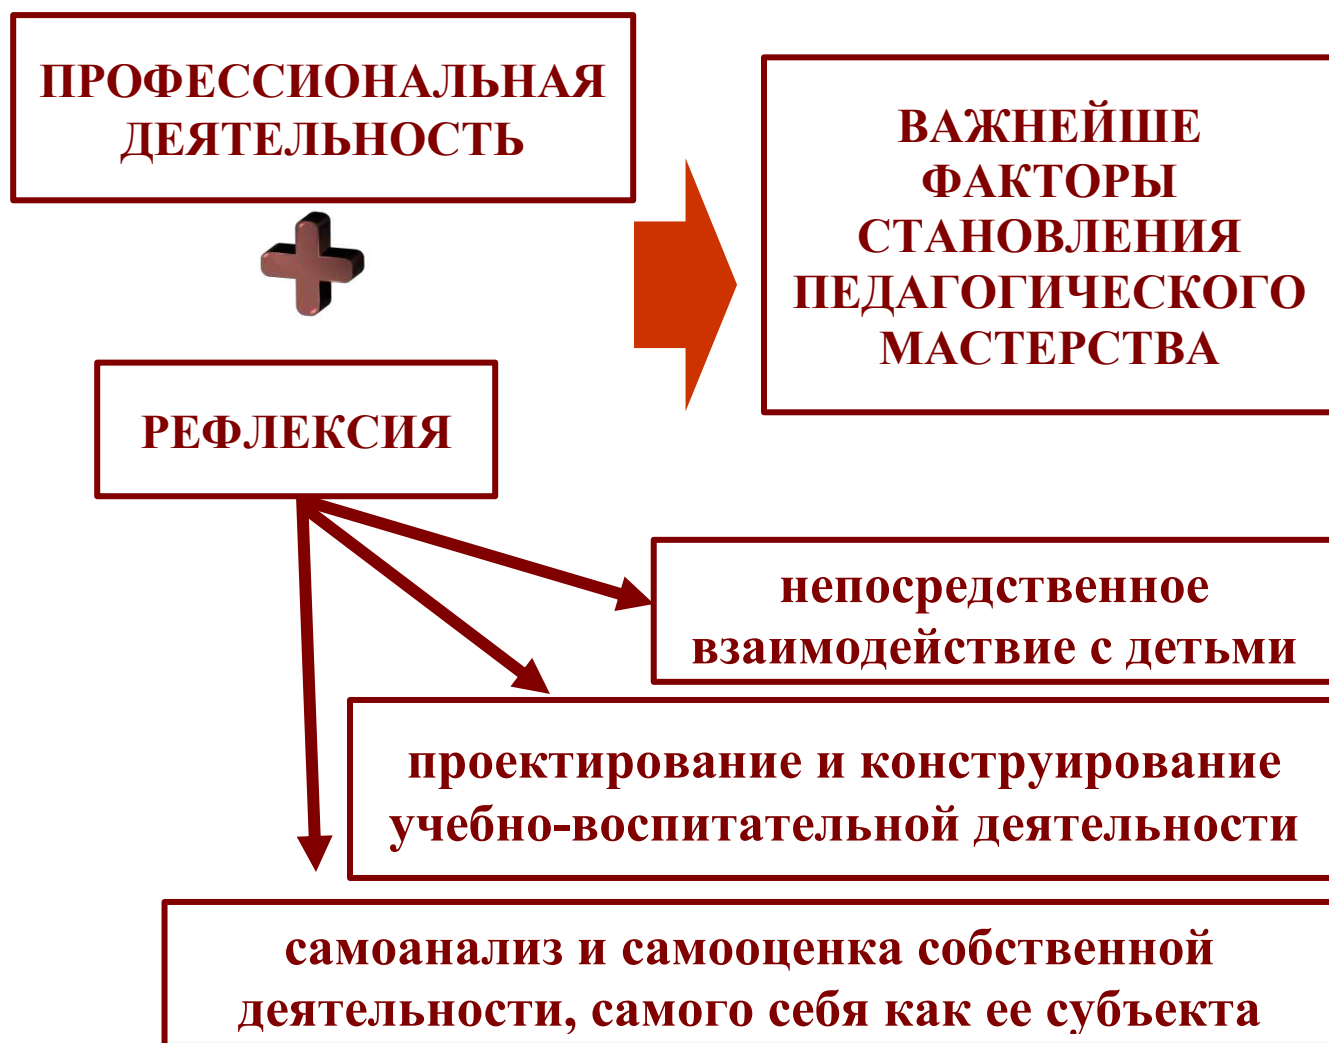 ПРОФЕССИОНАЛЬНАЯ
ДЕЯТЕЛЬНОСТЬ
ВАЖНЕЙШЕ
ФАКТОРЫ
СТАНОВЛЕНИЯ
ПЕДАГОГИЧЕСКОГО
МАСТЕРСТВА
РЕФЛЕКСИЯ
непосредственное
взаимодействие с детьми
проектирование и конструирование
учебно-воспитательной деятельности
самоанализ и самооценка собственной
деятельности, самого себя как ее субъекта